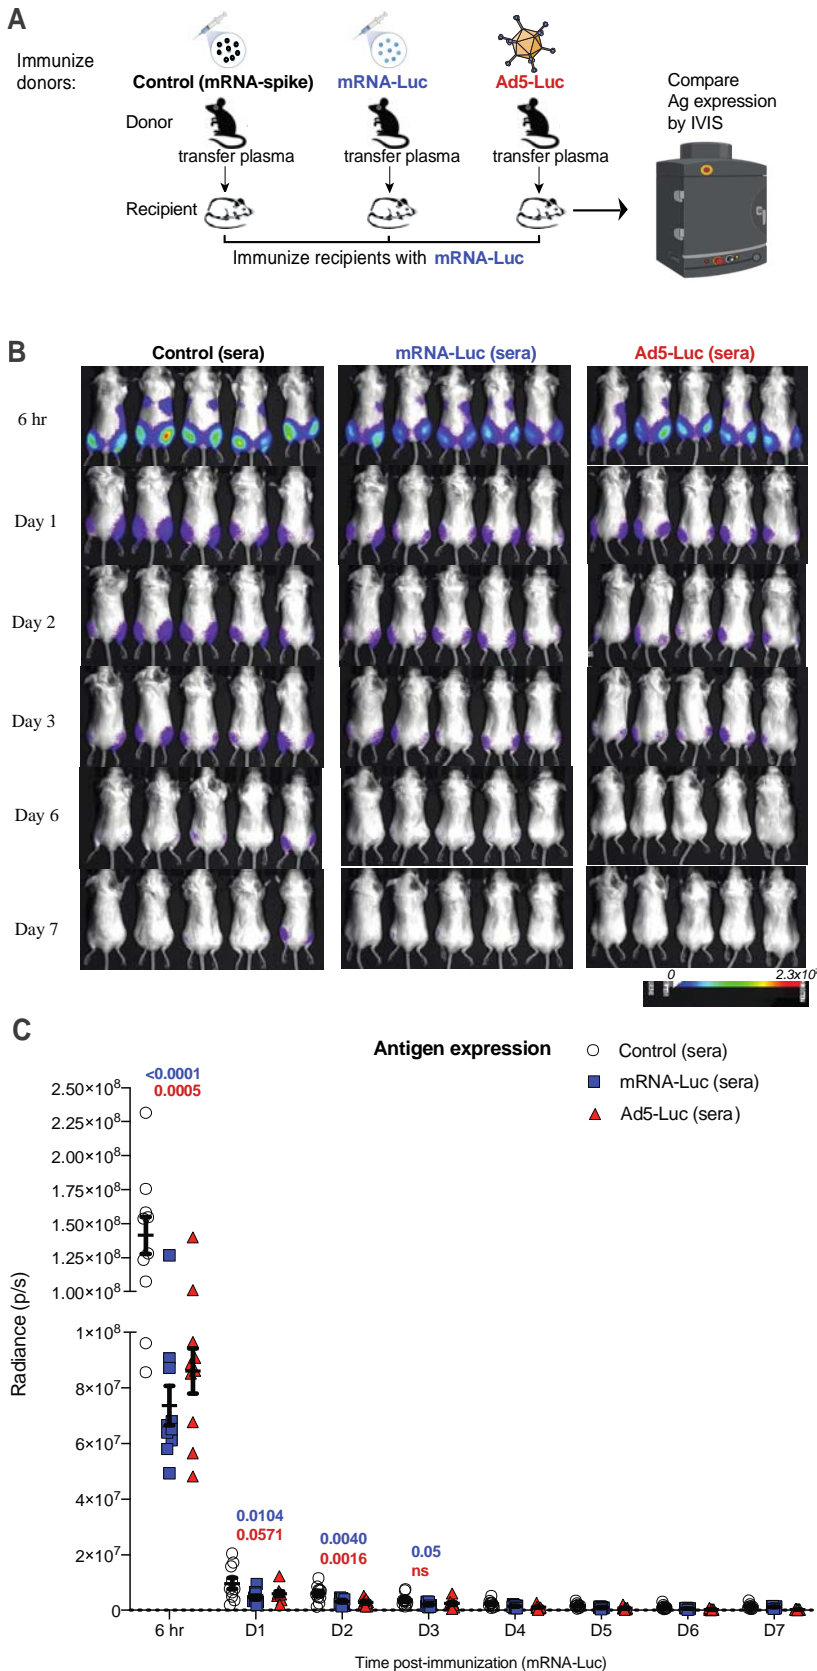 A
Immunize
donors:
Control (mRNA-spike) mRNA-Luc Ad5-Luc
Compare
Ag expression
by IVIS
Donor
transfer plasma transfer plasma transfer plasma
Recipient
Immunize recipients with mRNA-Luc
B
Control (sera) mRNA-Luc (sera) Ad5-Luc (sera)
6 hr
Day 1
Day 2
Day 3
Day 6
Day 7
0 2.3x10
C
Antigen expression
Control (sera)
mRNA-Luc (sera)
Ad5-Luc (sera)
<0.0001
0.0005
2.50×10⁸
2.25×10⁸
2.00×10⁸
1.75×10⁸
1.50×10⁸
1.25×10⁸
1.00×10⁸
1×10⁸
8×10⁷
6×10⁷
4×10⁷
2×10⁷
0
Radiance (p/s)
0.0104
0.0571
0.0040
0.0016
0.05
ns
6 hr D1 D2 D3 D4 D5 D6 D7
Time post-immunization (mRNA-Luc)